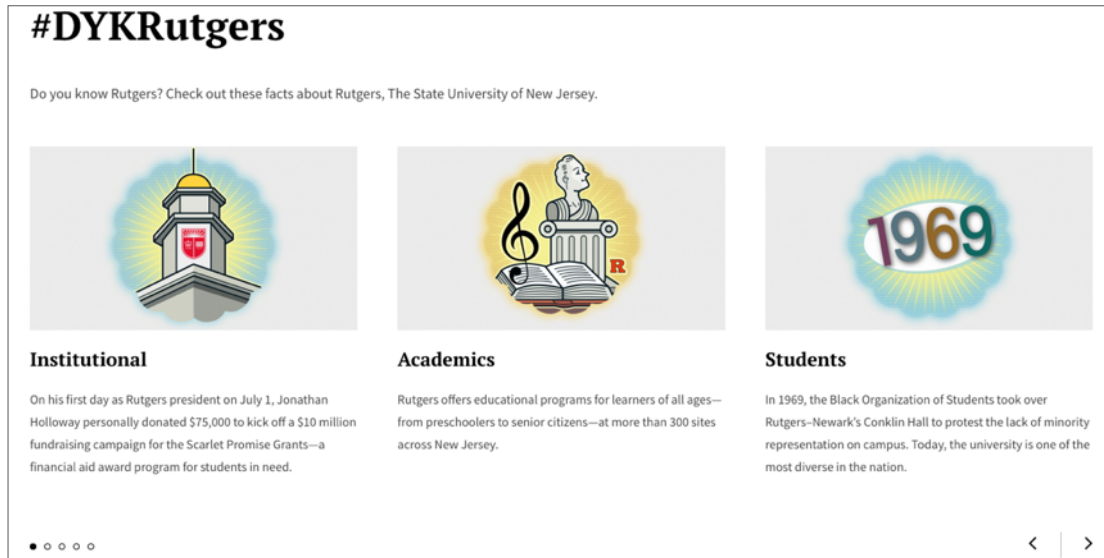 #DYKRutgers
Do you know Rutgers? Check out these facts about Rutgers, The State University of New Jersey.
R
1969
Institutional
On his first day as Rutgers president on July 1, Jonathan
Holloway personally donated $75,000 to kick off a $10 million
fundraising campaign for the Scarlet Promise Grants—a
financial aid award program for students in need.
Academics
Rutgers offers educational programs for learners of all ages—
from preschoolers to senior citizens—at more than 300 sites
across New Jersey.
Students
In 1969, the Black Organization of Students took over
Rutgers–Newark's Conklin Hall to protest the lack of minority
representation on campus. Today, the university is one of the
most diverse in the nation.